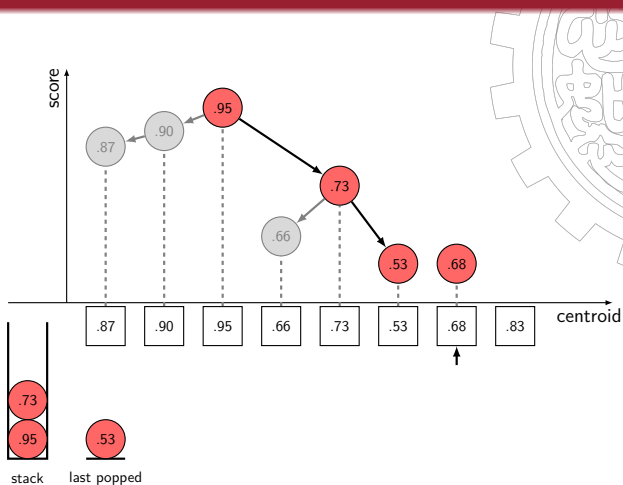 score
.95
.90
.87
.73
.66
.53
.68
.87 .90 .95 .66 .73 .53 .68 .83
centroid
.73
.95
.53
stack
last popped